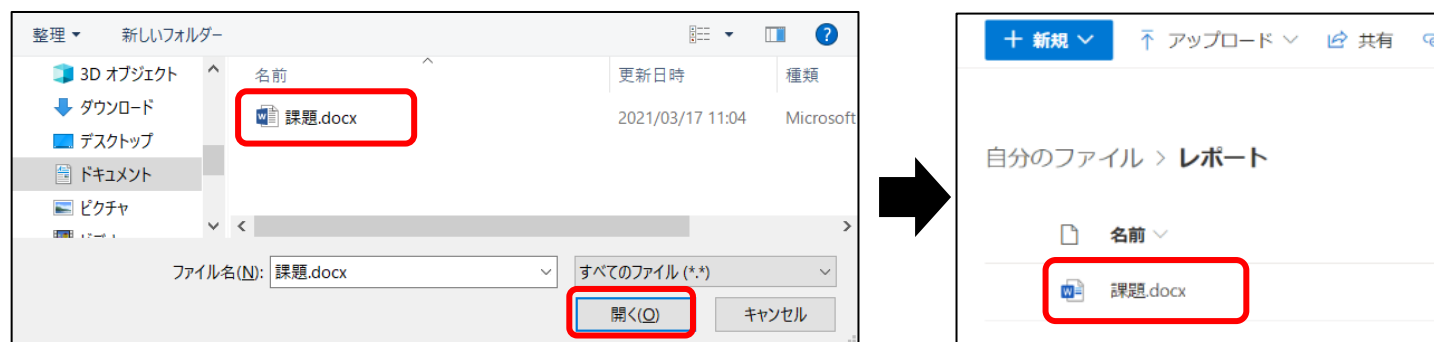 整理 新しいフォルダー
3D オブジェクト
ダウンロード
デスクトップ
ドキュメント
ピクチャ
名前 更新日時 種類
課題.docx 2021/03/17 11:04 Microsoft
ファイル名(N): 課題.docx すべてのファイル (*.*)
開く(O) キャンセル
+ 新規 アップロード 共有
自分のファイル > レポート
名前
課題.docx